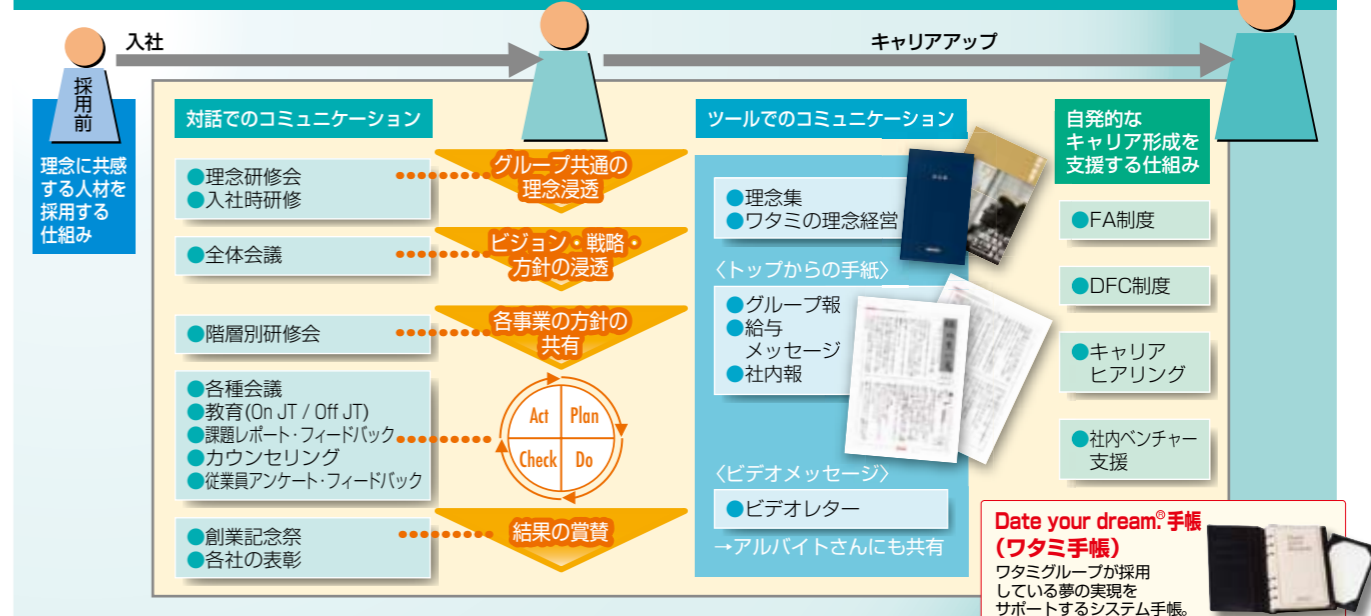 入社
キャリアアップ
採用前
理念に共感
する人材を
採用する
仕組み
対話でのコミュニケーション
●理念研修会
●入社時研修
●全体会議
●階層別研修会
●各種会議
●教育(On JT / Off JT)
●課題レポート・フィードバック
●カウンセリング
●従業員アンケート・フィードバック
●創業記念祭
●各社の表彰
グループ共通の
理念浸透
ビジョン・戦略・
方針の浸透
各事業の方針の
共有
Act
Plan
Check
Do
結果の賞賛
ツールでのコミュニケーション
●理念集
●ワタミの理念経営
〈トップからの手紙〉
●グループ報
●給与
メッセージ
●社内報
〈ビデオメッセージ〉
●ビデオレター
→アルバイトさんにも共有
自発的な
キャリア形成を
支援する仕組み
●FA制度
●DFC制度
●キャリア
ヒアリング
●社内ベンチャー
支援
Date your dream.®手帳
（ワタミ手帳）
ワタミグループが採用
している夢の実現を
サポートするシステム手帳。